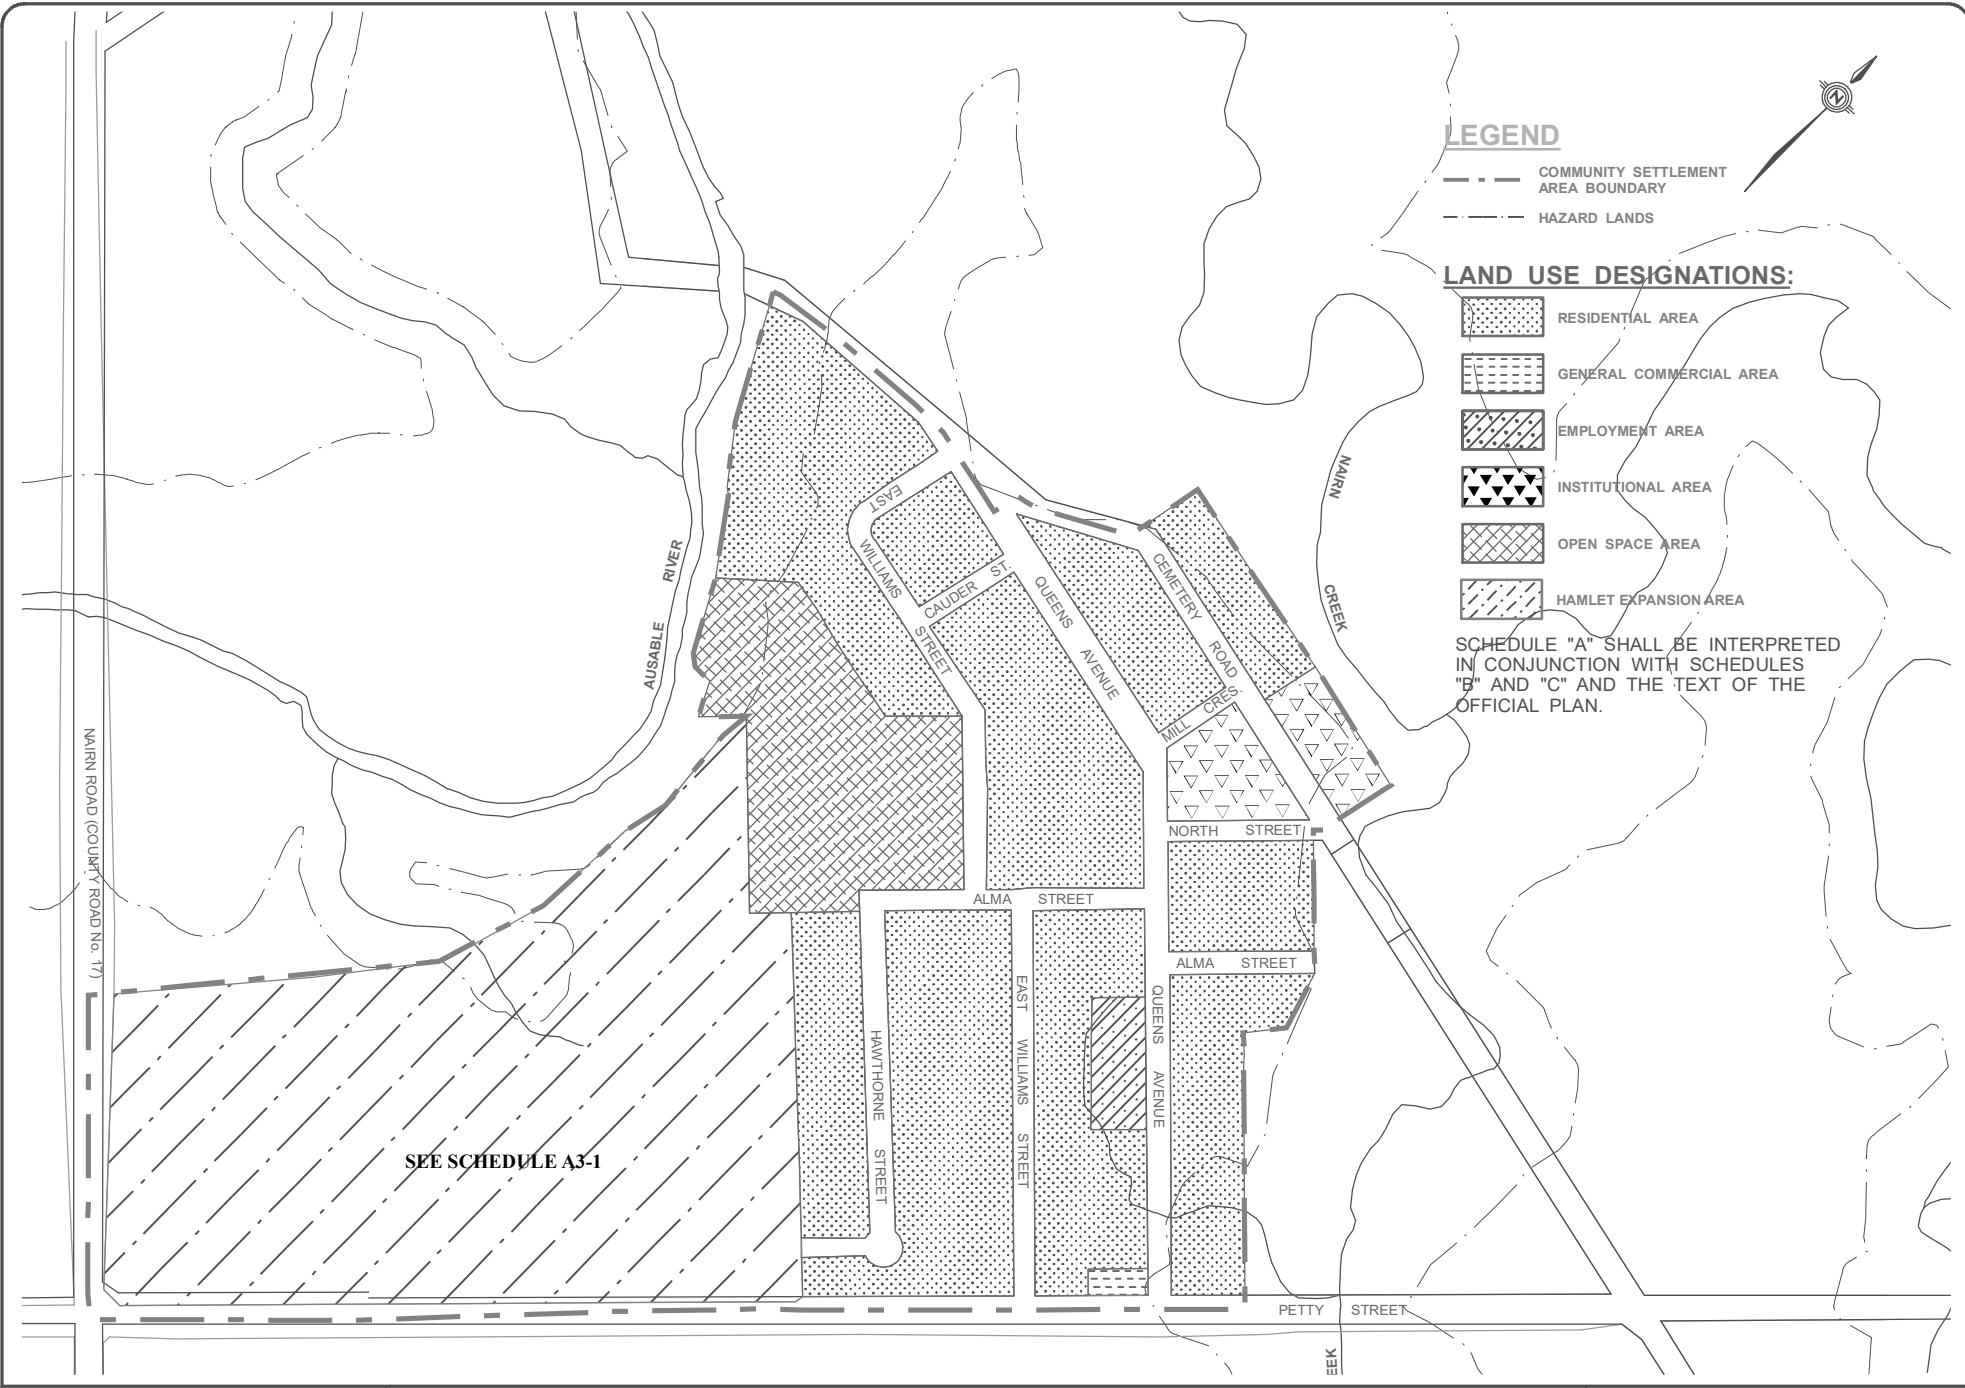 N
LEGEND
COMMUNITY SETTLEMENT
AREA BOUNDARY
HAZARD LANDS
LAND USE DESIGNATIONS:
RESIDENTIAL AREA
GENERAL COMMERCIAL AREA
EMPLOYMENT AREA
INSTITUTIONAL AREA
OPEN SPACE AREA
HAMLET EXPANSION AREA
SCHEDULE "A" SHALL BE INTERPRETED
IN CONJUNCTION WITH SCHEDULES
"B" AND "C" AND THE TEXT OF THE
OFFICIAL PLAN.
NAIRN CREEK
AUSABLE RIVER
EAST WILLIAMS STREET
CAUDER ST.
QUEENS AVENUE
CEMETERY ROAD
MILL CRES.
NORTH STREET
ALMA STREET
ALMA STREET
NAIRN ROAD (COUNTY ROAD No. 17)
HAWTHORNE STREET
EAST WILLIAMS STREET
QUEENS AVENUE
SEE SCHEDULE A3-1
PETTY STREET
EEK